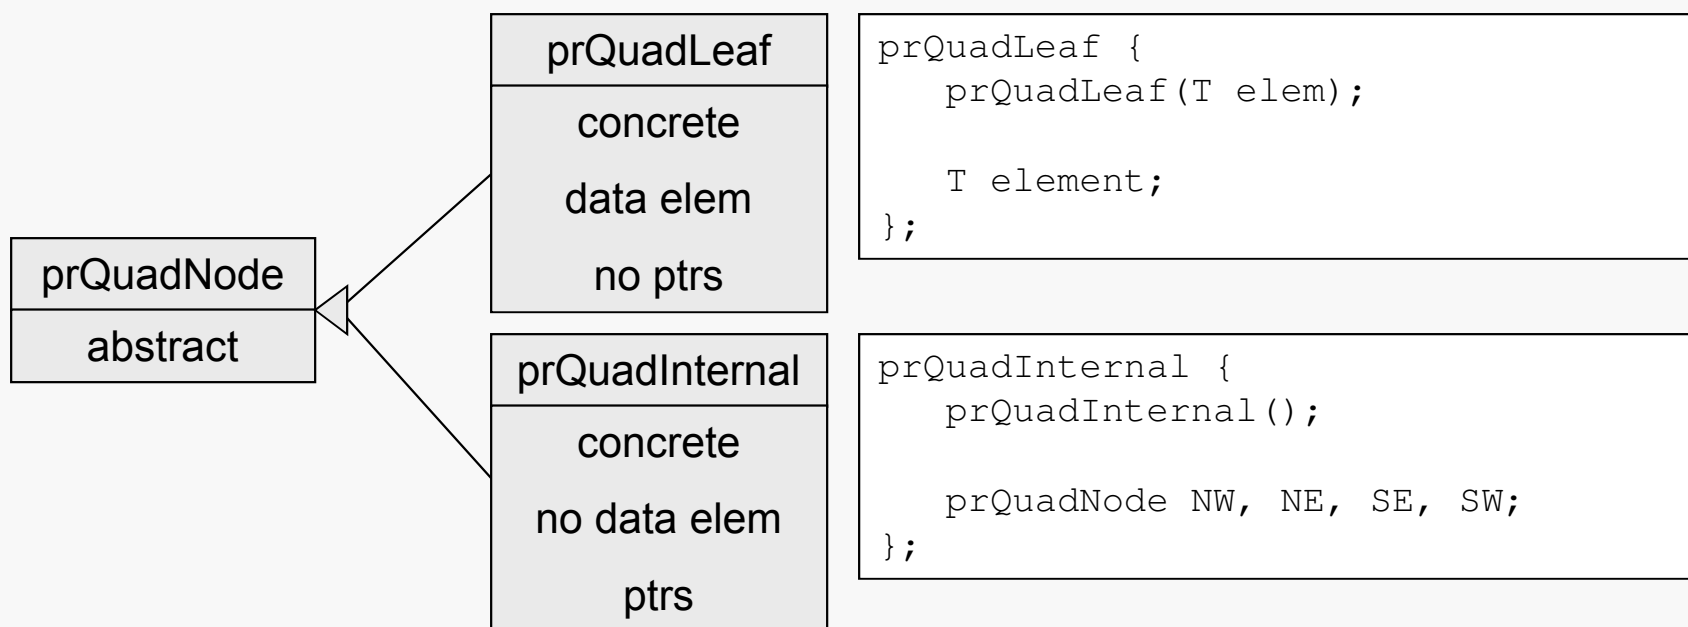 prQuadNode
abstract
prQuadLeaf
concrete
data elem
no ptrs
prQuadLeaf {
prQuadLeaf(T elem);
T element;
};
prQuadInternal
concrete
no data elem
ptrs
prQuadInternal {
prQuadInternal();
prQuadNode NW, NE, SE, SW;
};